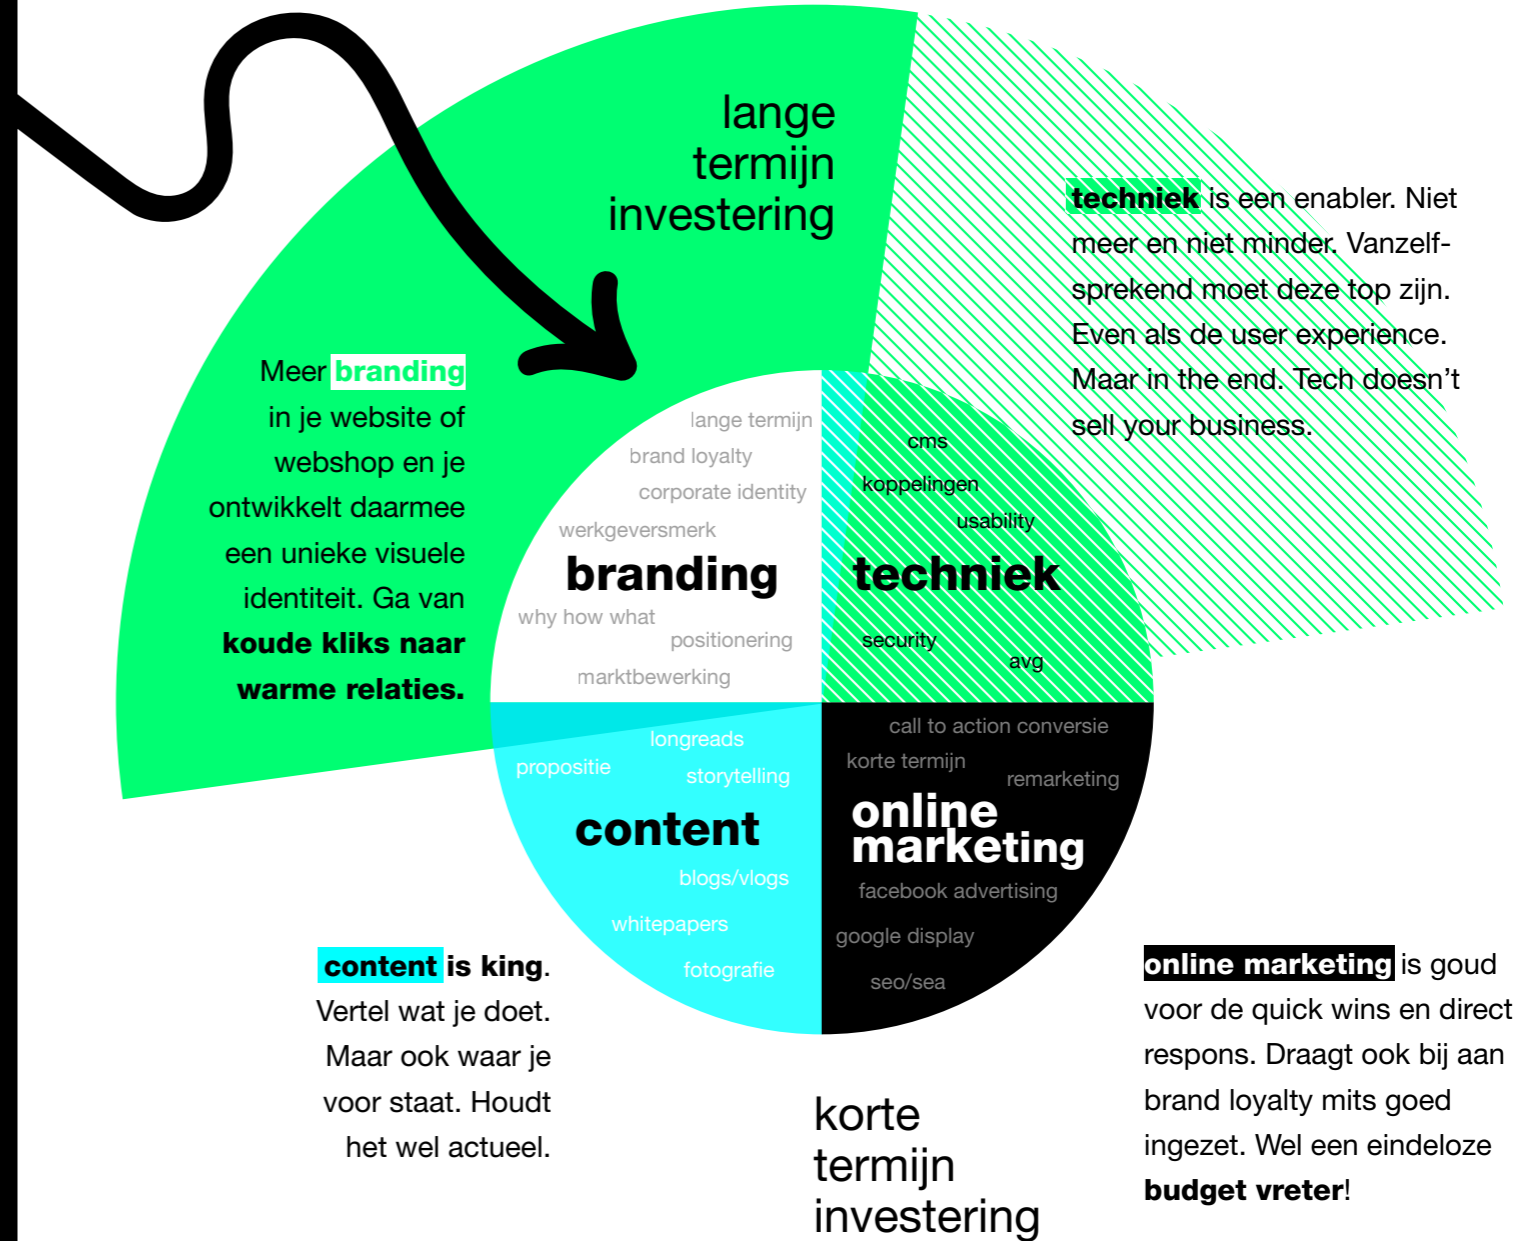 lange
termijn
investering
techniek is een enabler. Niet
meer en niet minder. Vanzelf-
sprekend moet deze top zijn.
Even als de user experience.
Maar in the end. Tech doesn't
sell your business.
Meer branding
in je website of
webshop en je
ontwikkelt daarmee
een unieke visuele
identiteit. Ga van
koude kliks naar
warme relaties.
lange termijn
brand loyalty
corporate identity
werkgeversmerk
branding
why how what
positionering
marktbewerking
cms
koppelingen
usability
techniek
security
avg
longreads
propositie
storytelling
content
blogs/vlogs
whitepapers
fotografie
call to action conversie
korte termijn
remarketing
online
marketing
facebook advertising
google display
seo/sea
content is king.
Vertel wat je doet.
Maar ook waar je
voor staat. Houdt
het wel actueel.
online marketing is goud
voor de quick wins en direct
respons. Draagt ook bij aan
brand loyalty mits goed
ingezet. Wel een eindeloze
budget vreter!
korte
termijn
investering